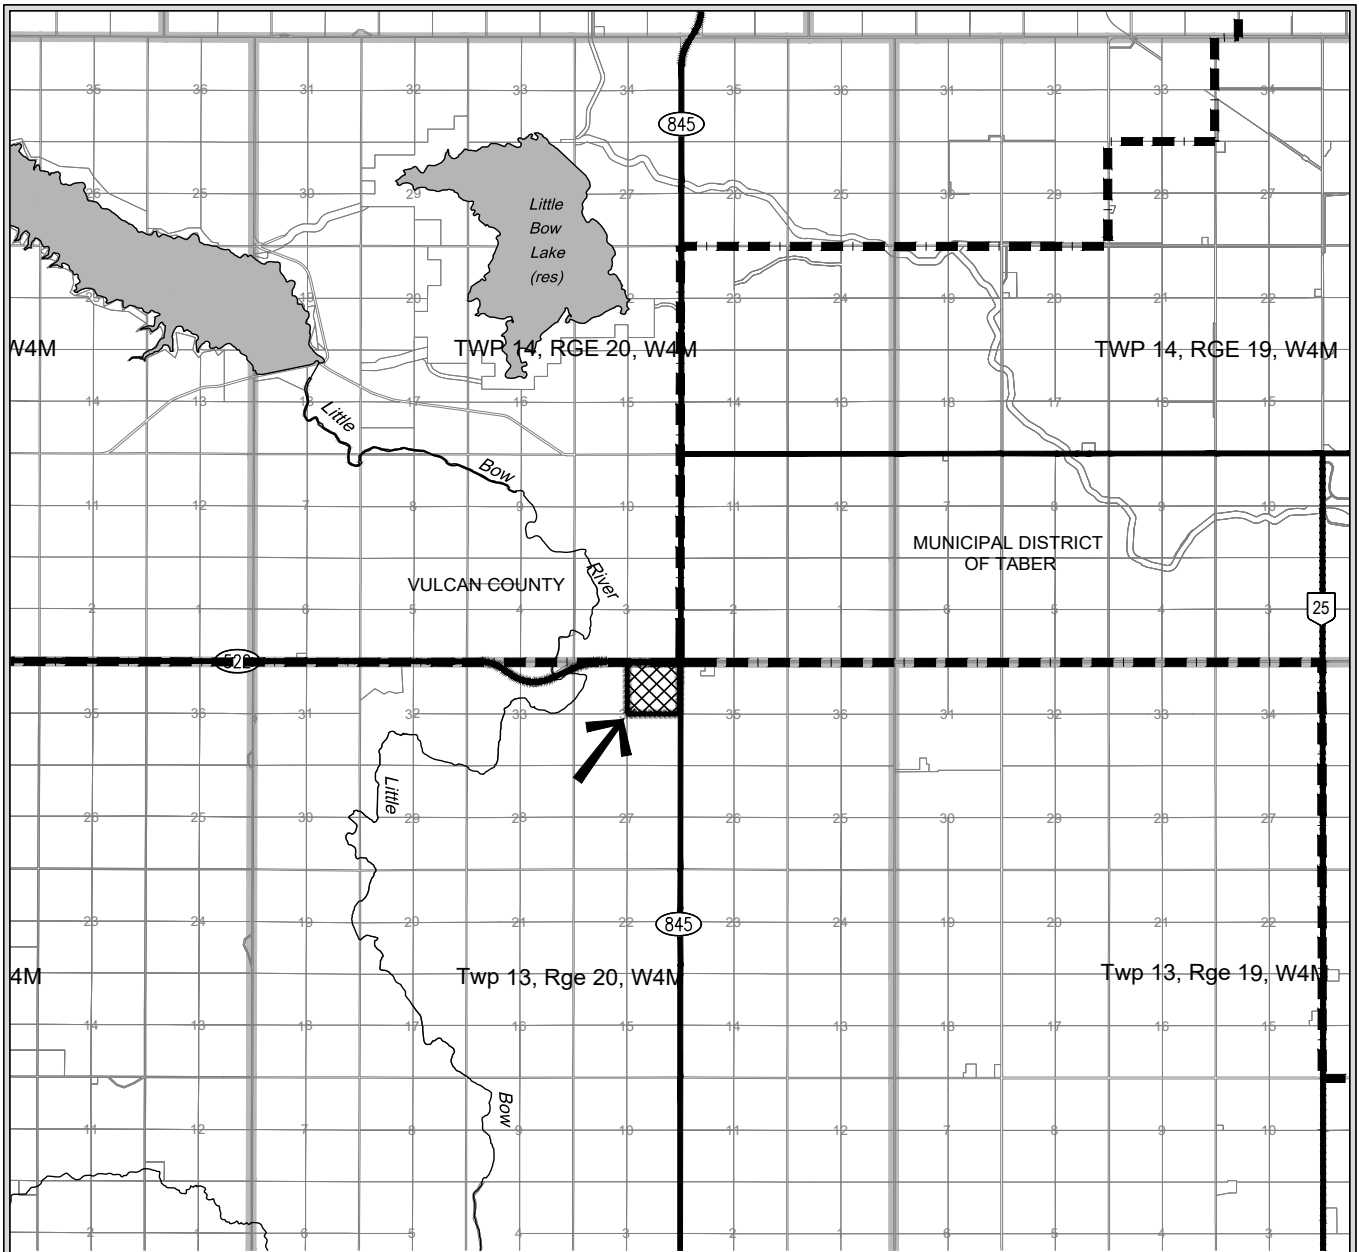 35 36 31 32 33 34 35 36 31 32 33 34
845
26 25 30 29 27 26 25 30 29 28 27
Little
Bow
Lake
(res)
19 20 22 23 24 19 20 21 22
W4M TWP 14, RGE 20, W4M TWP 14, RGE 19, W4M
14 13 18 17 16 15 14 13 18 17 16 15
Little
Bow
11 12 7 8 9 10 11 12 7 8 9 10
MUNICIPAL DISTRICT
OF TABER
River
VULCAN COUNTY
2 1 6 5 4 3 2 1 6 5 4 3
25
522
35 36 31 32 33 35 36 31 32 33 34
Little
26 25 30 29 28 27 26 25 30 29 28 27
23 24 19 20 21 22 23 24 19 20 21 22
845
4M Twp 13, Rge 20, W4M Twp 13, Rge 19, W4M
14 13 18 17 16 15 14 13 18 17 16 15
Bow
11 12 7 8 9 10 11 12 7 8 9 10
2 1 6 5 4 3 2 1 6 5 4 3